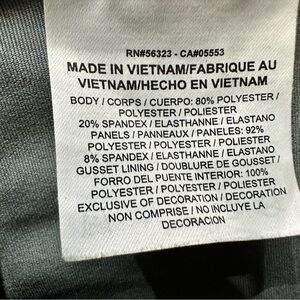 RN#56323 - CA#05553
MADE IN VIETNAM/FABRIQUE AU
VIETNAM/HECHO EN VIETNAM
BODY / CORPS / CUERPO: 80% POLYESTER /
POLYESTER / POLIESTER
20% SPANDEX / ELASTHANNE / ELASTANO
PANELS / PANNEAUX / PANELES: 92%
POLYESTER / POLYESTER / POLIESTER
8% SPANDEX / ELASTHANNE / ELASTANO
GUSSET LINING / DOUBLURE DE GOUSSET /
FORRO DEL PUENTE INTERIOR: 100%
POLYESTER / POLYESTER / POLIESTER
EXCLUSIVE OF DECORATION / DECORATION
NON COMPRISE / NO INCLUYE LA
DECORACION